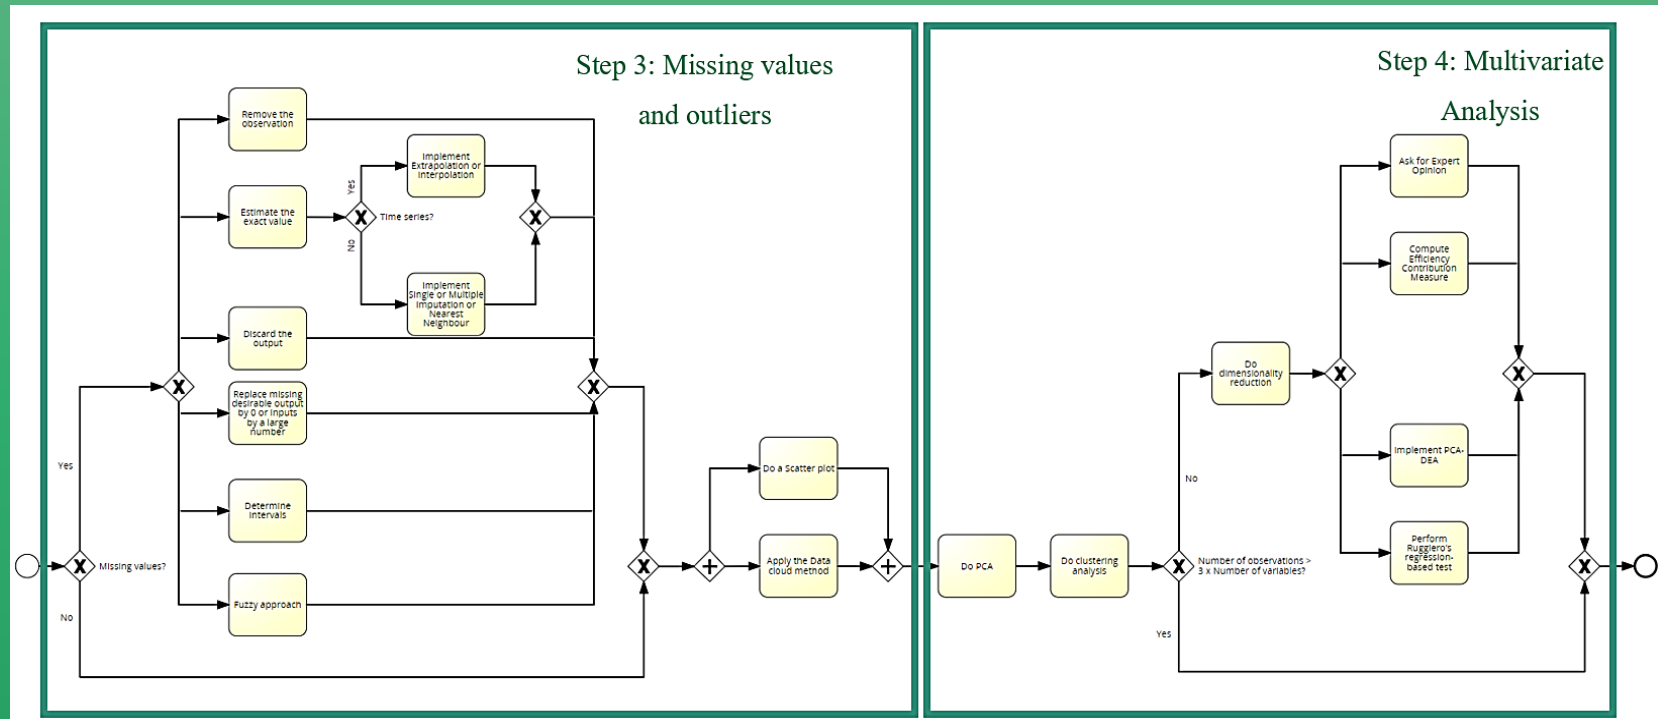 Step 3: Missing values
and outliers
Remove the
observation
Implement
Extrapolation or
Interpolation
Yes
Estimate the
exact value
X
Time series?
X
No
Implement
Single or Multiple
Imputation or
Nearest
Neighbour
Discard the
output
X
X
Replace missing
desirable output
by 0 or inputs
by a large
number
Yes
Do a Scatter plot
Determine
Intervals
X
Missing values?
X
+
Apply the Data
cloud method
+
Fuzzy approach
No
Step 4: Multivariate
Analysis
Ask for Expert
Opinion
Compute
Efficiency
Contribution
Measure
Do
dimensionality
reduction
X
X
Implement PCA-
DEA
No
Perform
Ruggiero's
regression-
based test
Do PCA
Do clustering
analysis
X
Number of observations >
3 x Number of variables?
X
Yes